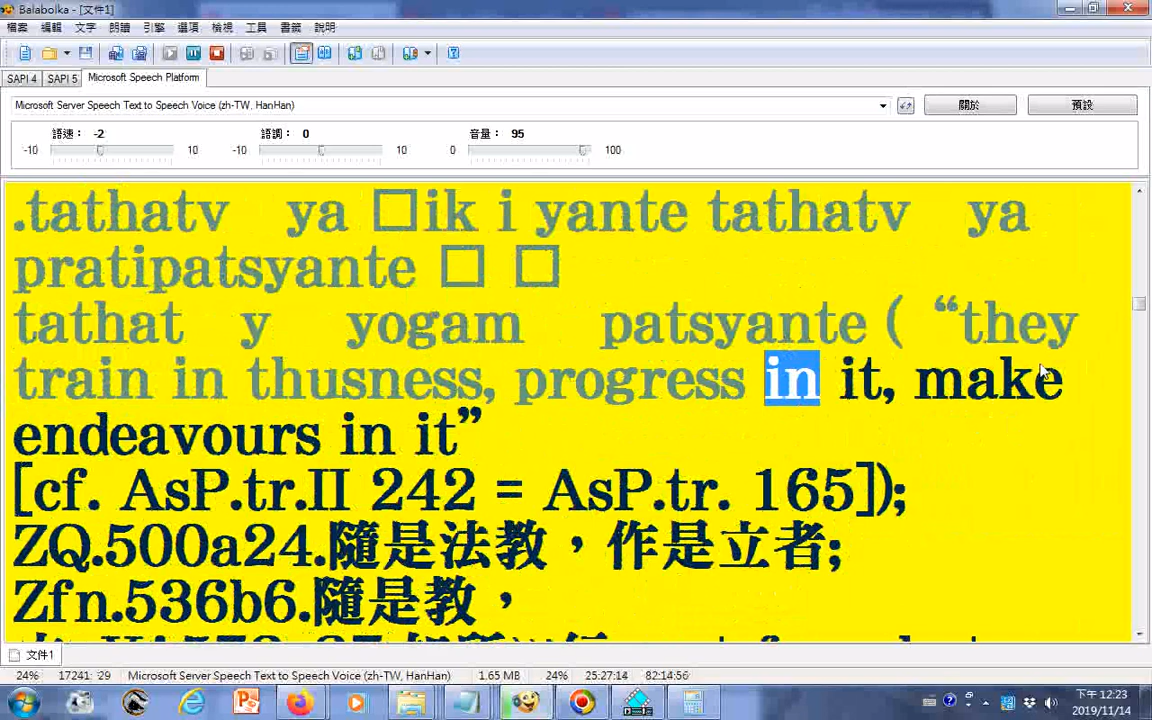 Balabolka - [文件1]
檔案 編輯 文字 朗讀 引擎 選項 檢視 工具 書籤 說明
SAPI 4 SAPI 5 Microsoft Speech Platform
Microsoft Server Speech Text to Speech Voice (zh-TW, HanHan) 關於 預設
語速： -2 語調： 0 音量： 95
-10 10 -10 10 0 100
.tathatv ya □ik i yante tathatv ya
pratipatsyante □ □
tathat y yogam patsyante ( “they
train in thusness, progress in it, make
endeavours in it”
[cf. AsP.tr.II 242 = AsP.tr. 165]);
ZQ.500a24.隨是法教，作是立者;
Zfn.536b6.隨是教，
文件1
24% 17241: 29 Microsoft Server Speech Text to Speech Voice (zh-TW, HanHan) 1.65 MB 24% 25:27:14 82:14:56
下午 12:23
2019/11/14